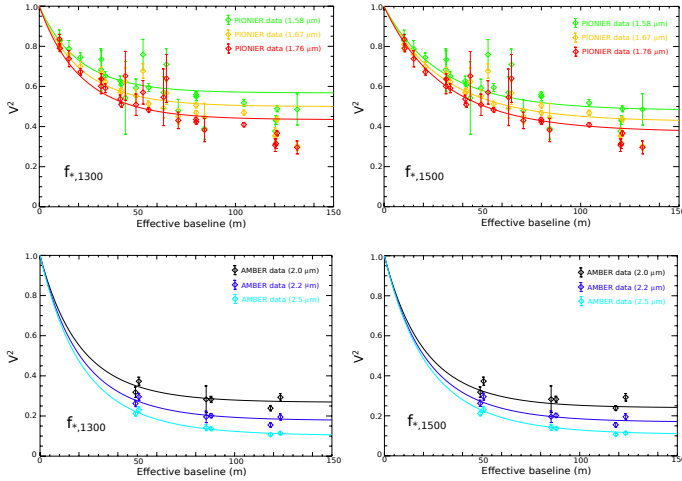 1.0
0.8
0.6
0.4
0.2
0
V²
PIONIER data (1.58 μm)
PIONIER data (1.67 μm)
PIONIER data (1.76 μm)
f*,1300
0 50 100 150
Effective baseline (m)
1.0
0.8
0.6
0.4
0.2
0
V²
PIONIER data (1.58 μm)
PIONIER data (1.67 μm)
PIONIER data (1.76 μm)
f*,1500
0 50 100 150
Effective baseline (m)
1.0
0.8
0.6
0.4
0.2
0.0
V²
AMBER data (2.0 μm)
AMBER data (2.2 μm)
AMBER data (2.5 μm)
f*,1300
0 50 100 150
Effective baseline (m)
1.0
0.8
0.6
0.4
0.2
0.0
V²
AMBER data (2.0 μm)
AMBER data (2.2 μm)
AMBER data (2.5 μm)
f*,1500
0 50 100 150
Effective baseline (m)